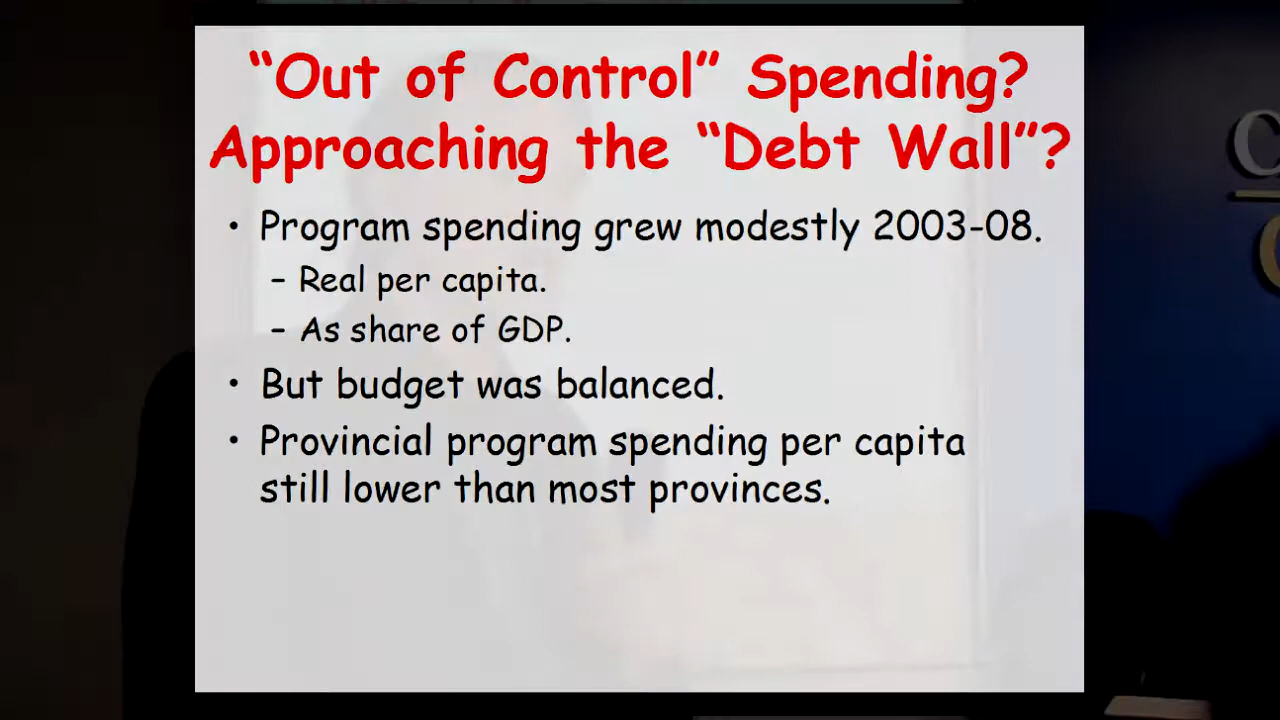 “Out of Control” Spending?
Approaching the “Debt Wall”?
• Program spending grew modestly 2003-08.
– Real per capita.
– As share of GDP.
• But budget was balanced.
• Provincial program spending per capita
still lower than most provinces.